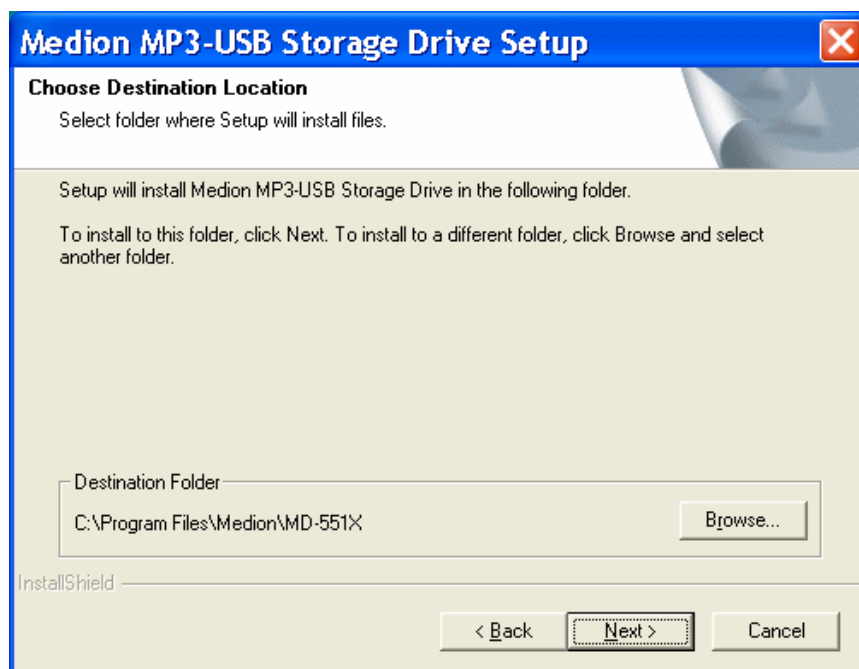 Medion MP3-USB Storage Drive Setup
Choose Destination Location
Select folder where Setup will install files.
Setup will install Medion MP3-USB Storage Drive in the following folder.
To install to this folder, click Next. To install to a different folder, click Browse and select
another folder.
Destination Folder
C:\Program Files\Medion\MD-551X
Browse...
InstallShield
< Back
Next >
Cancel